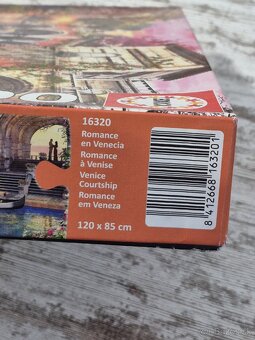 16320
Romance
en Venecia
Romance
à Venise
Venice
Courtship
Romance
em Veneza
120 x 85 cm
8 412668 163201